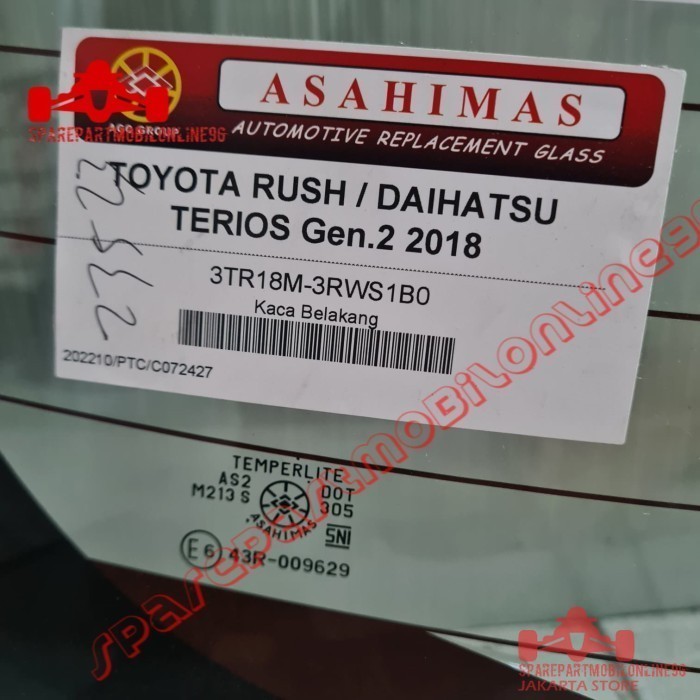 ASAHIMAS
AGC GROUP
AUTOMOTIVE REPLACEMENT GLASS
TOYOTA RUSH / DAIHATSU
TERIOS Gen.2 2018
3TR18M-3RWS1B0
Kaca Belakang
202210/PTC/C072427
TEMPERLITE
AS2 DOT
M213 S 305
ASAHIMAS
SNI
E6 43R-009629
SPAREPARTMOBILONLINE96
sparepartmobilonline96
SPAREPARTMOBILONLINE96
JAKARTA STORE